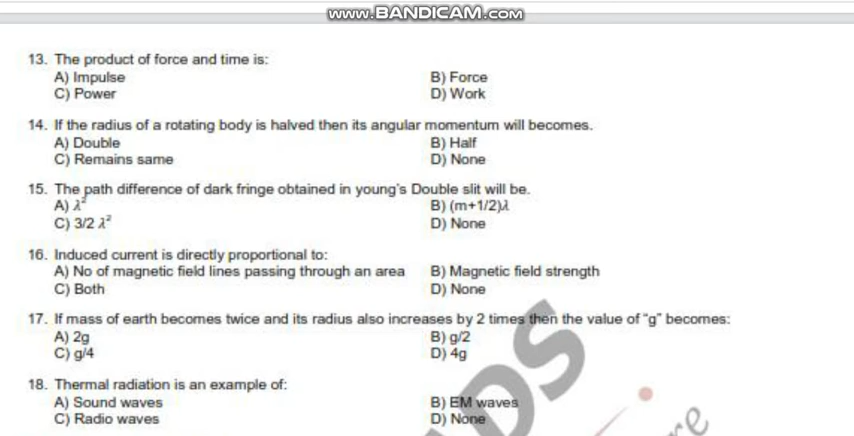 www.BANDICAM.com
13. The product of force and time is:
A) Impulse B) Force
C) Power D) Work
14. If the radius of a rotating body is halved then its angular momentum will becomes.
A) Double B) Half
C) Remains same D) None
15. The path difference of dark fringe obtained in young's Double slit will be.
A) λ² B) (m+1/2)λ
C) 3/2 λ² D) None
16. Induced current is directly proportional to:
A) No of magnetic field lines passing through an area B) Magnetic field strength
C) Both D) None
17. If mass of earth becomes twice and its radius also increases by 2 times then the value of "g" becomes:
A) 2g B) g/2
C) g/4 D) 4g
18. Thermal radiation is an example of:
A) Sound waves B) EM waves
C) Radio waves D) None